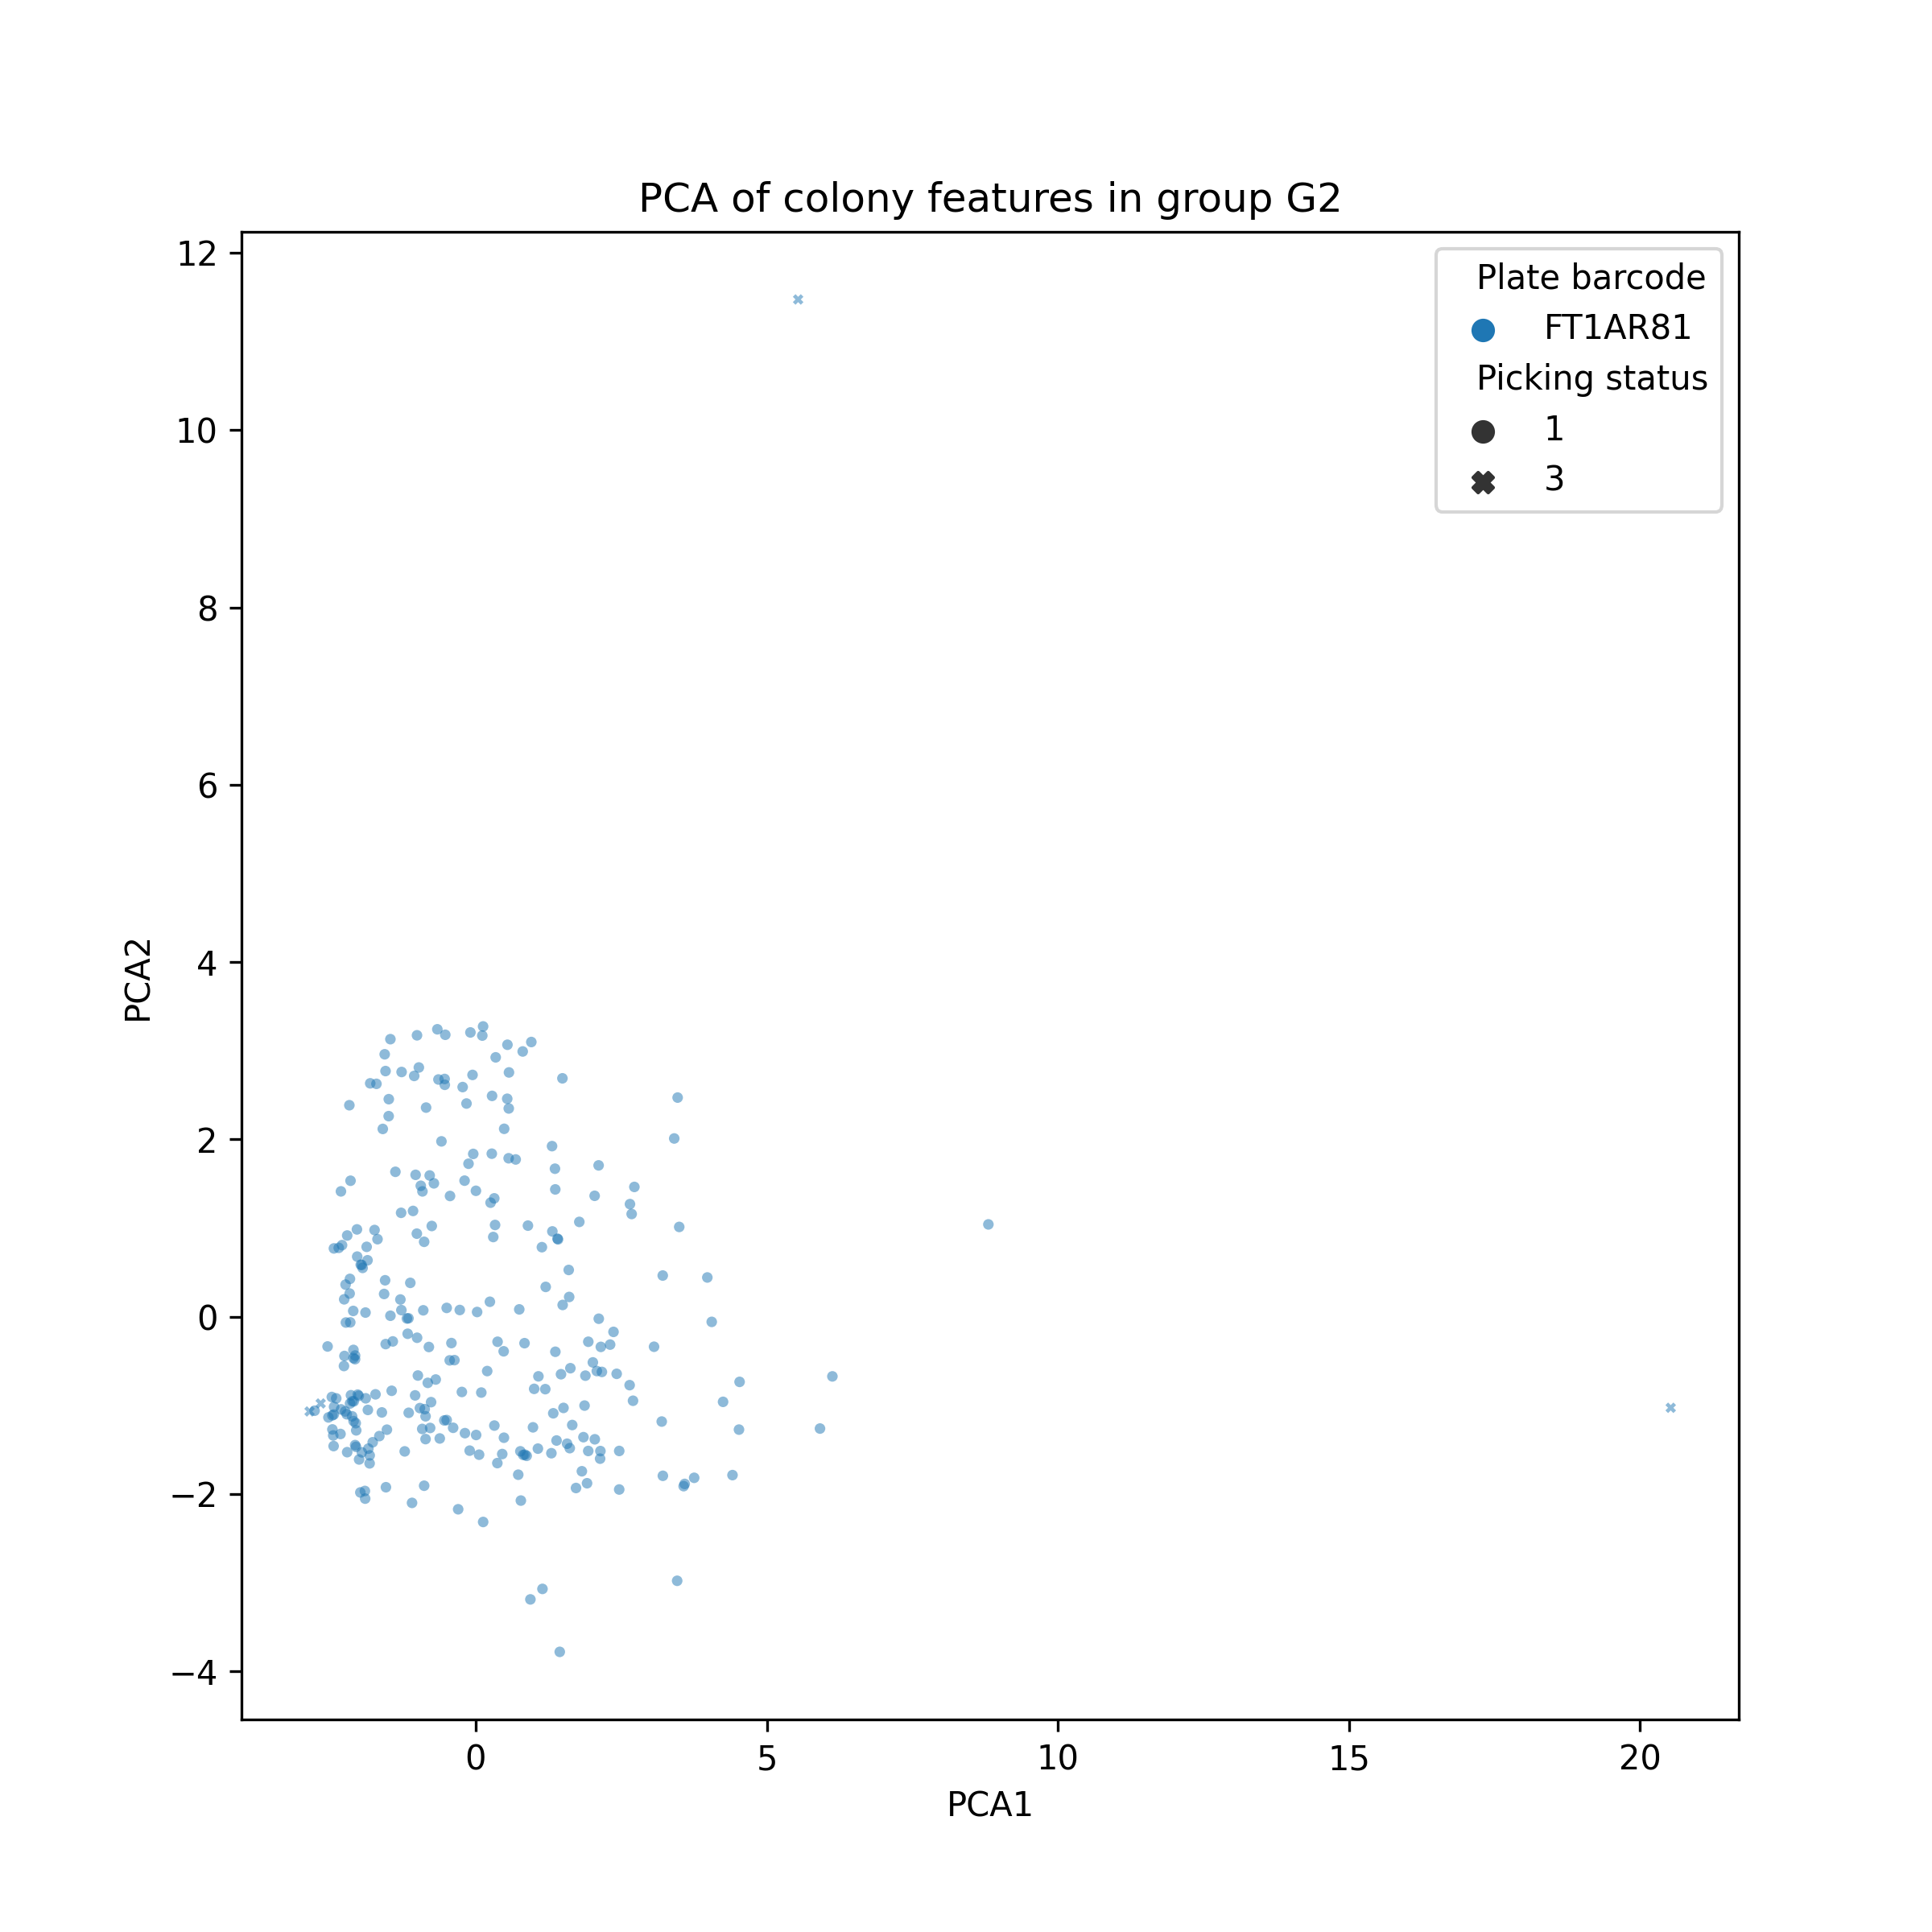 PCA of colony features in group G2
12
10
8
6
4
2
0
−2
−4
PCA2
Plate barcode
FT1AR81
Picking status
1
3
0
5
10
15
20
PCA1